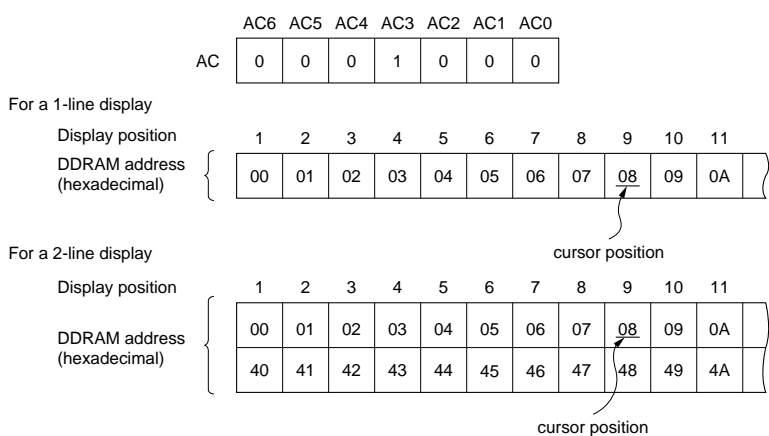 AC6 AC5 AC4 AC3 AC2 AC1 AC0
AC 0 0 0 1 0 0 0
For a 1-line display
Display position 1 2 3 4 5 6 7 8 9 10 11
DDRAM address
(hexadecimal) 00 01 02 03 04 05 06 07 08 09 0A
cursor position
For a 2-line display
Display position 1 2 3 4 5 6 7 8 9 10 11
00 01 02 03 04 05 06 07 08 09 0A
DDRAM address
(hexadecimal)
40 41 42 43 44 45 46 47 48 49 4A
cursor position